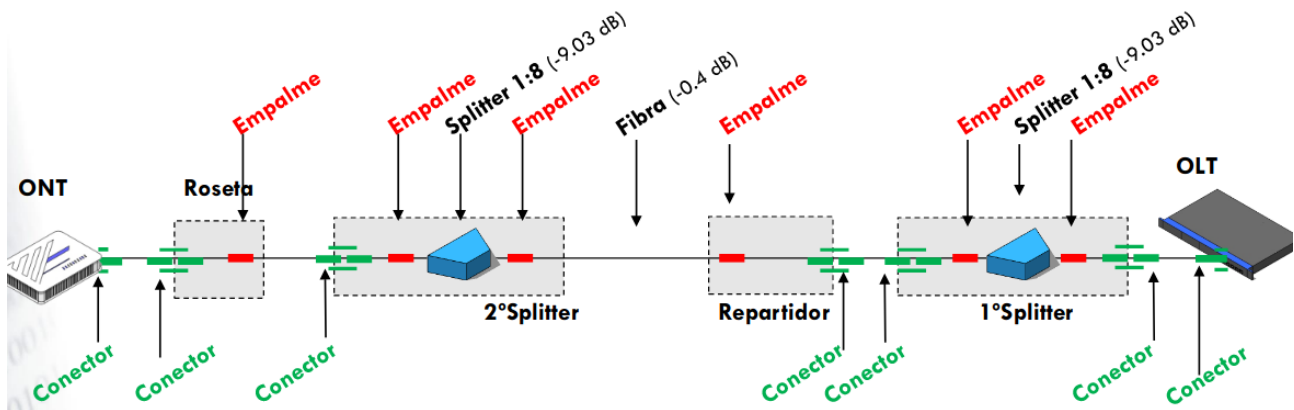 Empalme
Empalme
Splitter 1:8 (-9.03 dB)
Empalme
Fibra (-0.4 dB)
Empalme
Empalme
Splitter 1:8 (-9.03 dB)
Empalme
ONT
Roseta
OLT
2ºSplitter
Repartidor
1ºSplitter
Conector
Conector
Conector
Conector
Conector
Conector
Conector